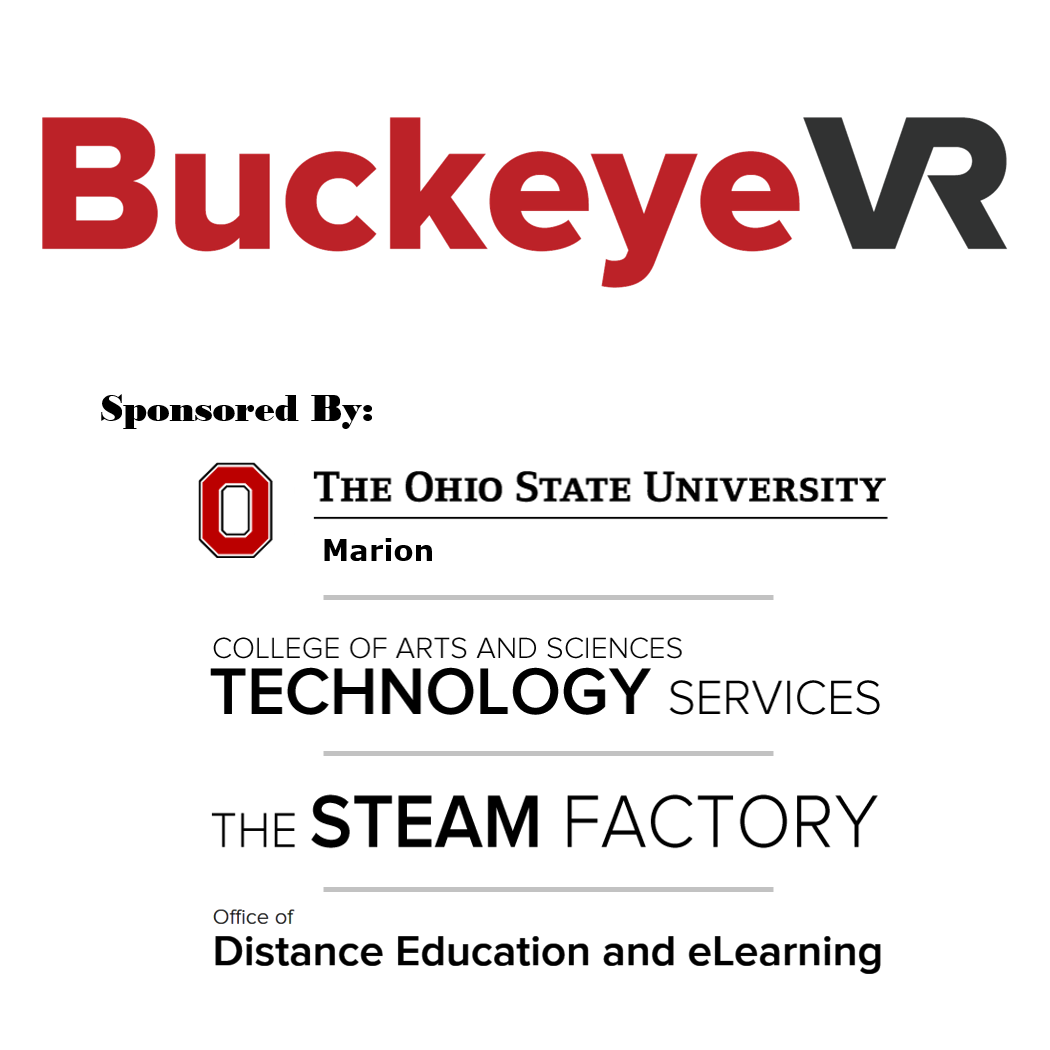 BuckeyeVR
Sponsored By:
O
THE OHIO STATE UNIVERSITY
Marion
COLLEGE OF ARTS AND SCIENCES
TECHNOLOGY SERVICES
THE STEAM FACTORY
Office of
Distance Education and eLearning